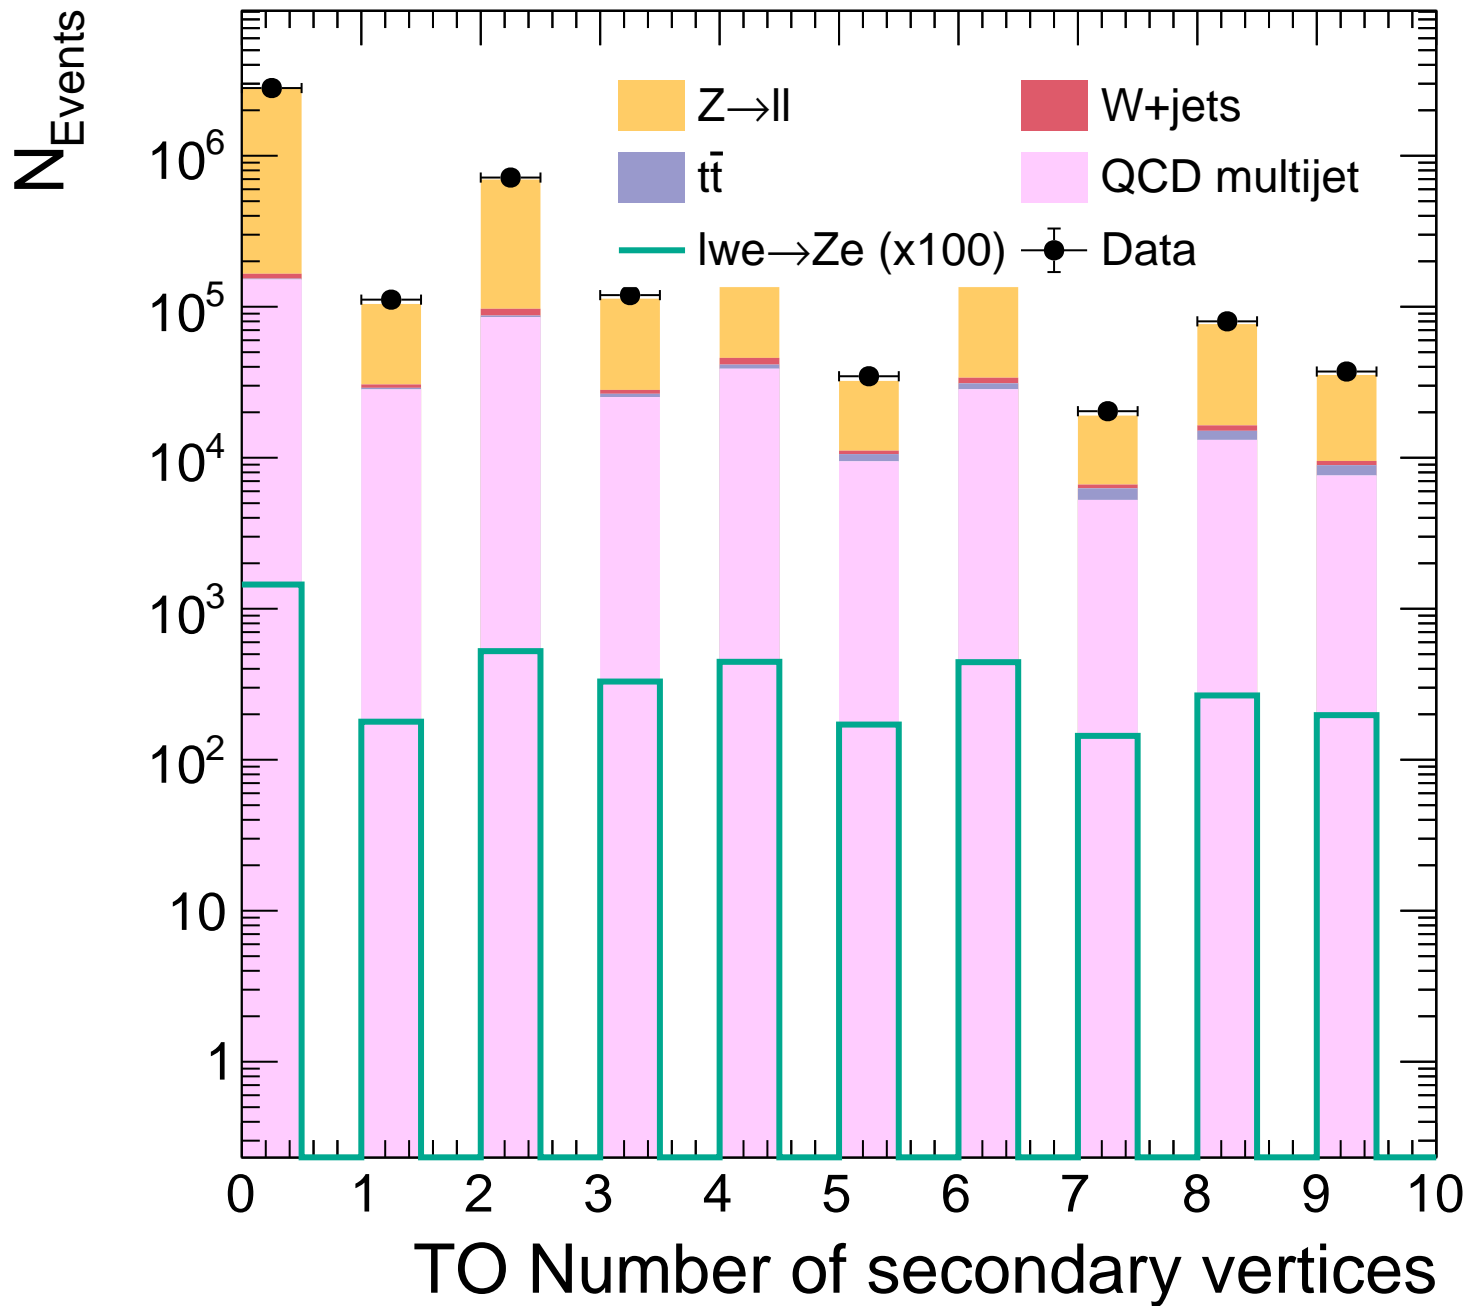 N_Events
Z→ll
W+jets
tt̄
QCD multijet
lwe→Ze (x100)
Data
10^6
10^5
10^4
10^3
10^2
10
1
0 1 2 3 4 5 6 7 8 9 10
TO Number of secondary vertices